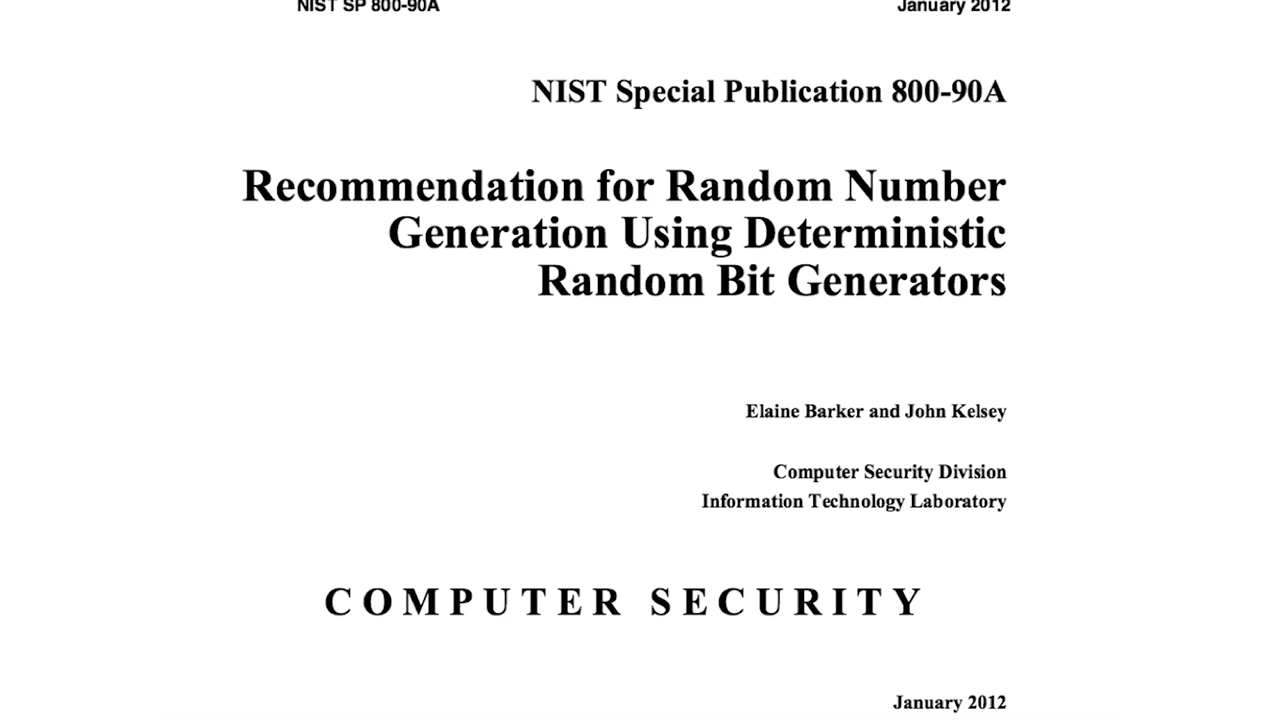 NIST SP 800-90A January 2012
NIST Special Publication 800-90A
Recommendation for Random Number
Generation Using Deterministic
Random Bit Generators
Elaine Barker and John Kelsey
Computer Security Division
Information Technology Laboratory
COMPUTER SECURITY
January 2012